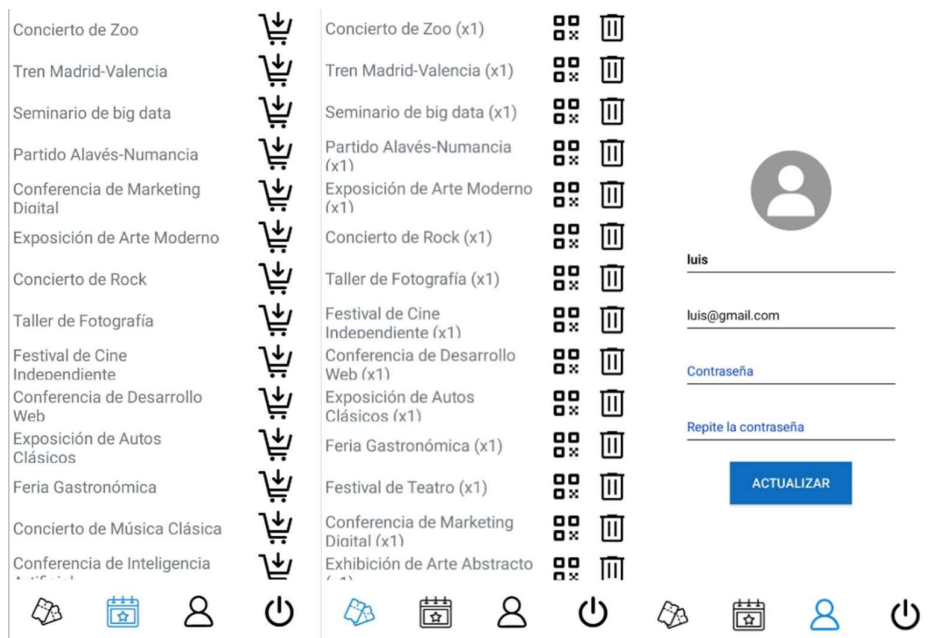 Concierto de Zoo
Tren Madrid-Valencia
Seminario de big data
Partido Alavés-Numancia
Conferencia de Marketing
Digital
Exposición de Arte Moderno
Concierto de Rock
Taller de Fotografía
Festival de Cine
Independiente
Conferencia de Desarrollo
Web
Exposición de Autos
Clásicos
Feria Gastronómica
Concierto de Música Clásica
Conferencia de Inteligencia
Concierto de Zoo (x1)
Tren Madrid-Valencia (x1)
Seminario de big data (x1)
Partido Alavés-Numancia
(x1)
Exposición de Arte Moderno
(x1)
Concierto de Rock (x1)
Taller de Fotografía (x1)
Festival de Cine
Independiente (x1)
Conferencia de Desarrollo
Web (x1)
Exposición de Autos
Clásicos (x1)
Feria Gastronómica (x1)
Festival de Teatro (x1)
Conferencia de Marketing
Digital (x1)
Exhibición de Arte Abstracto
luis
luis@gmail.com
Contraseña
Repite la contraseña
ACTUALIZAR